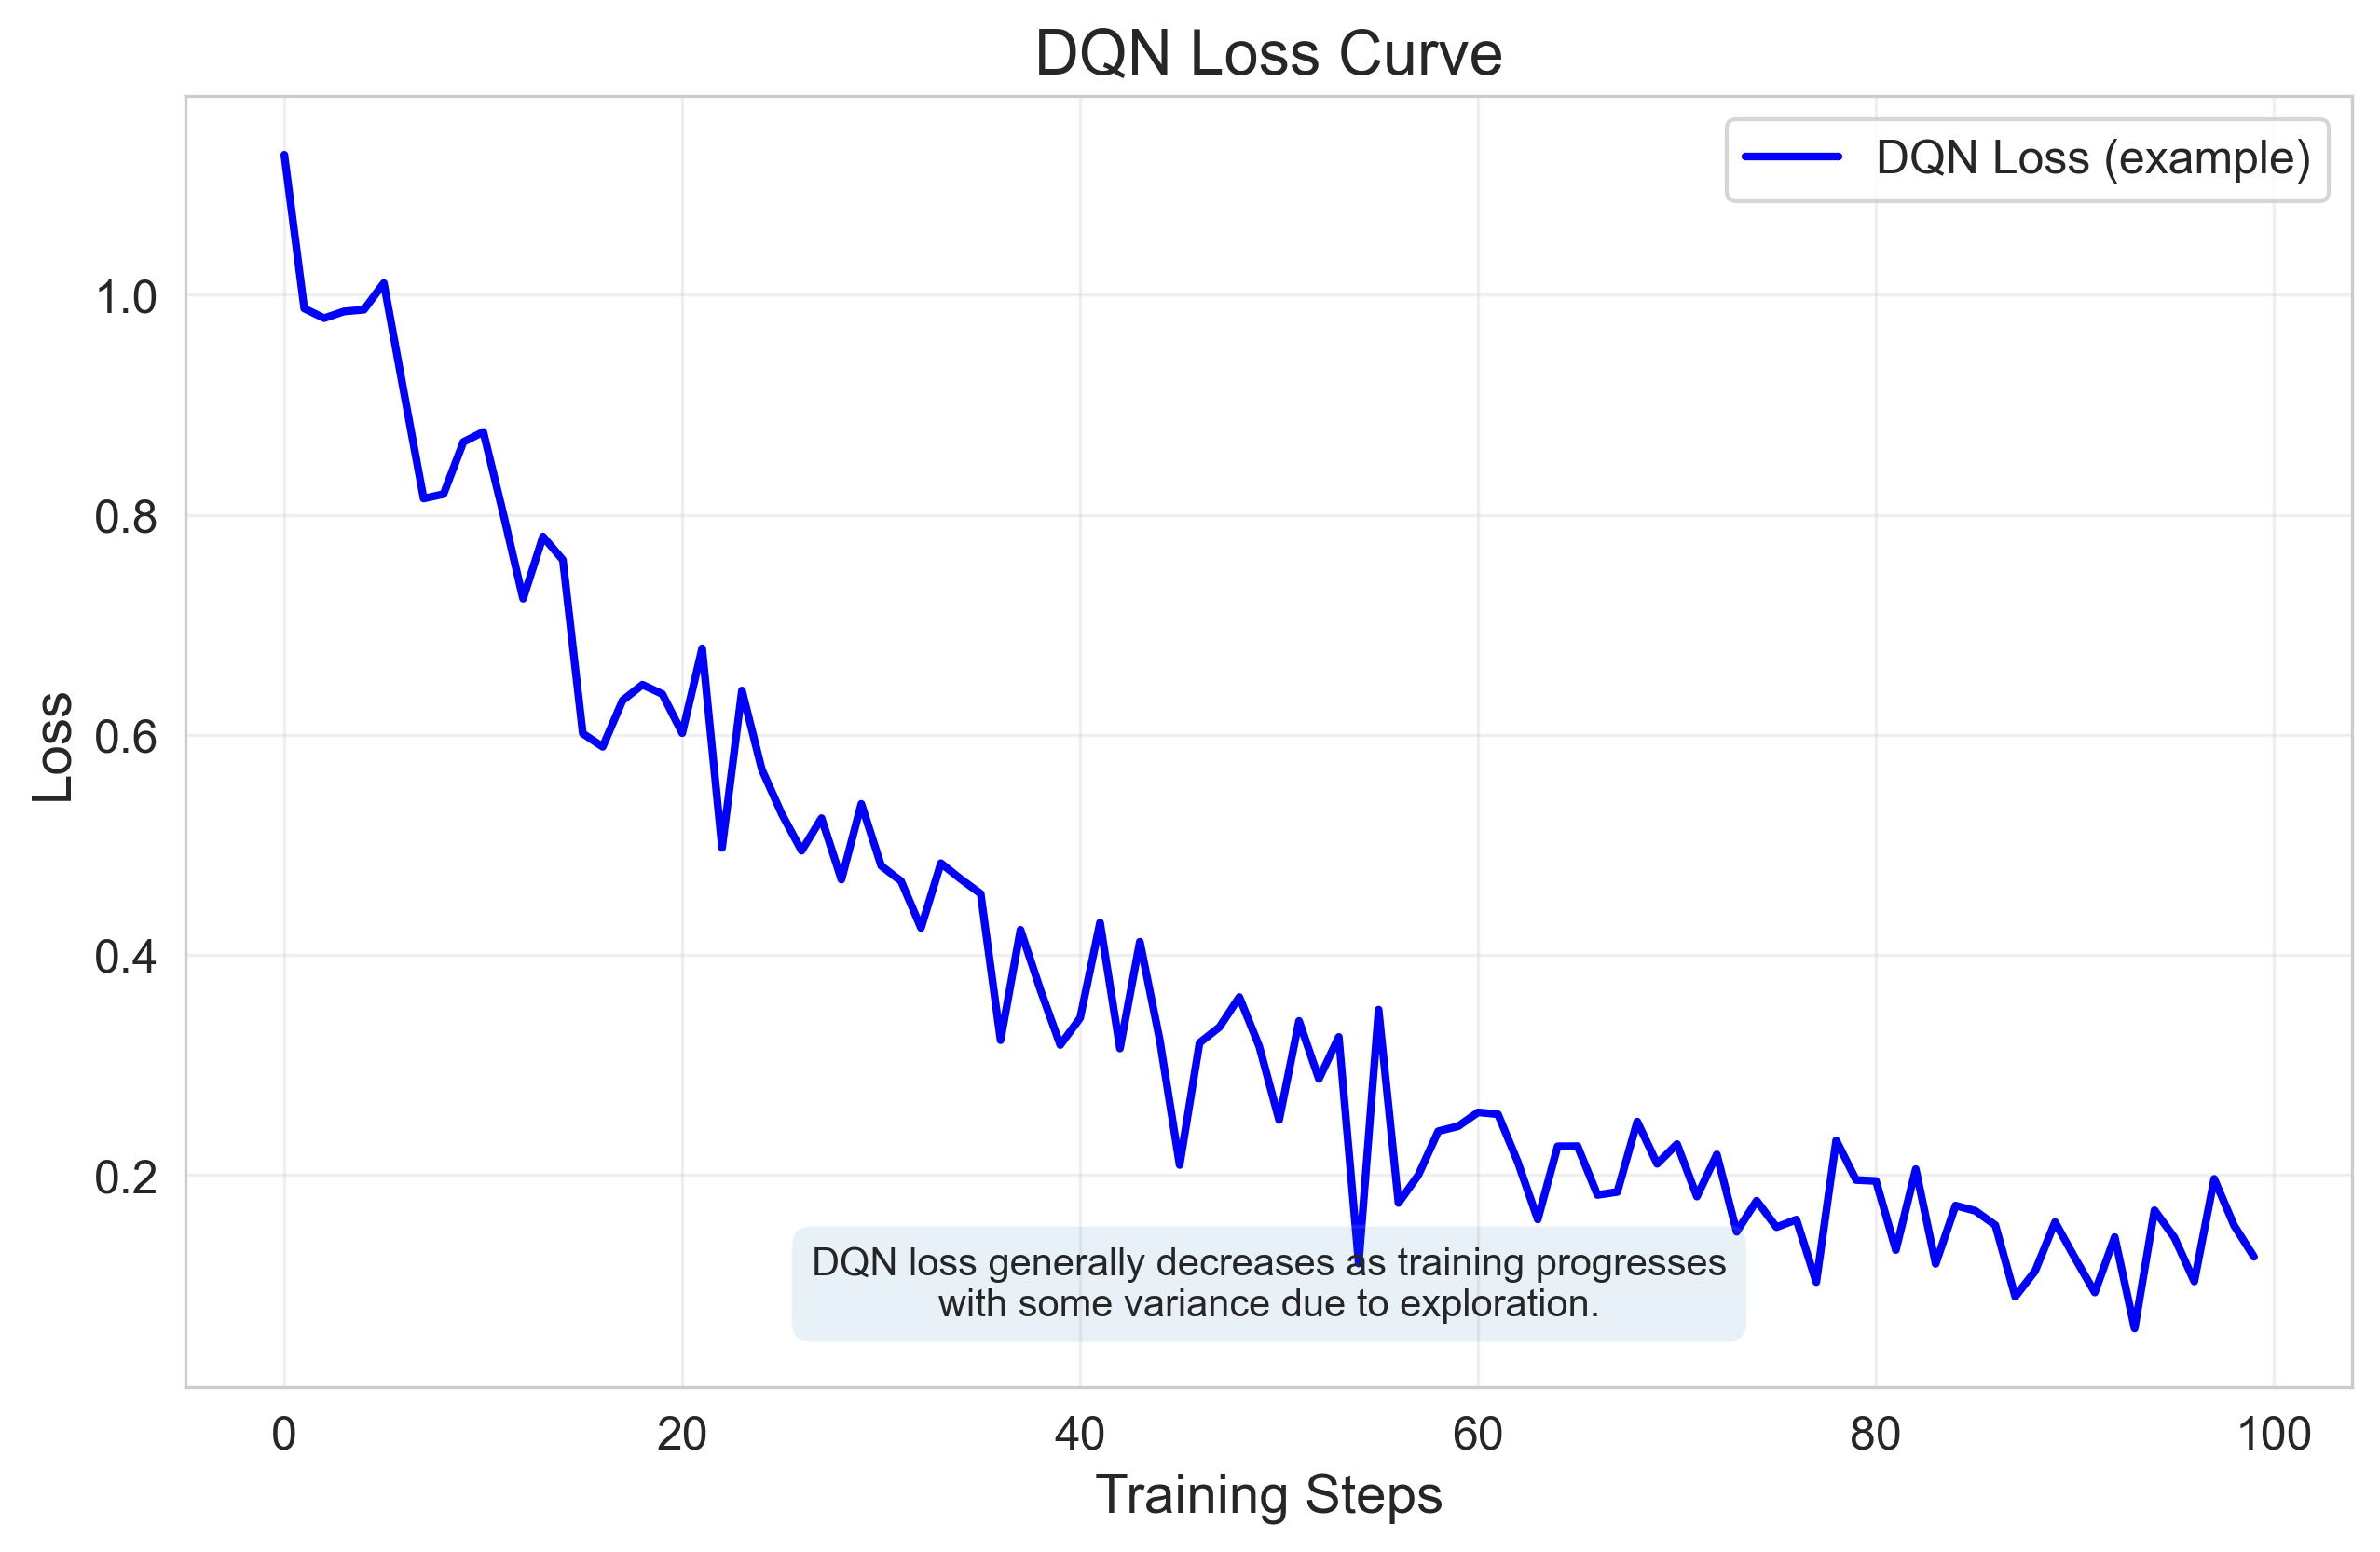 DQN Loss Curve
DQN Loss (example)
1.0
0.8
0.6
0.4
0.2
Loss
DQN loss generally decreases as training progresses
with some variance due to exploration.
0 20 40 60 80 100
Training Steps